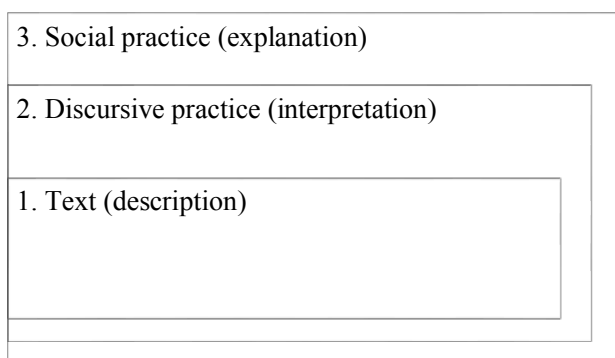 3. Social practice (explanation)
2. Discursive practice (interpretation)
1. Text (description)